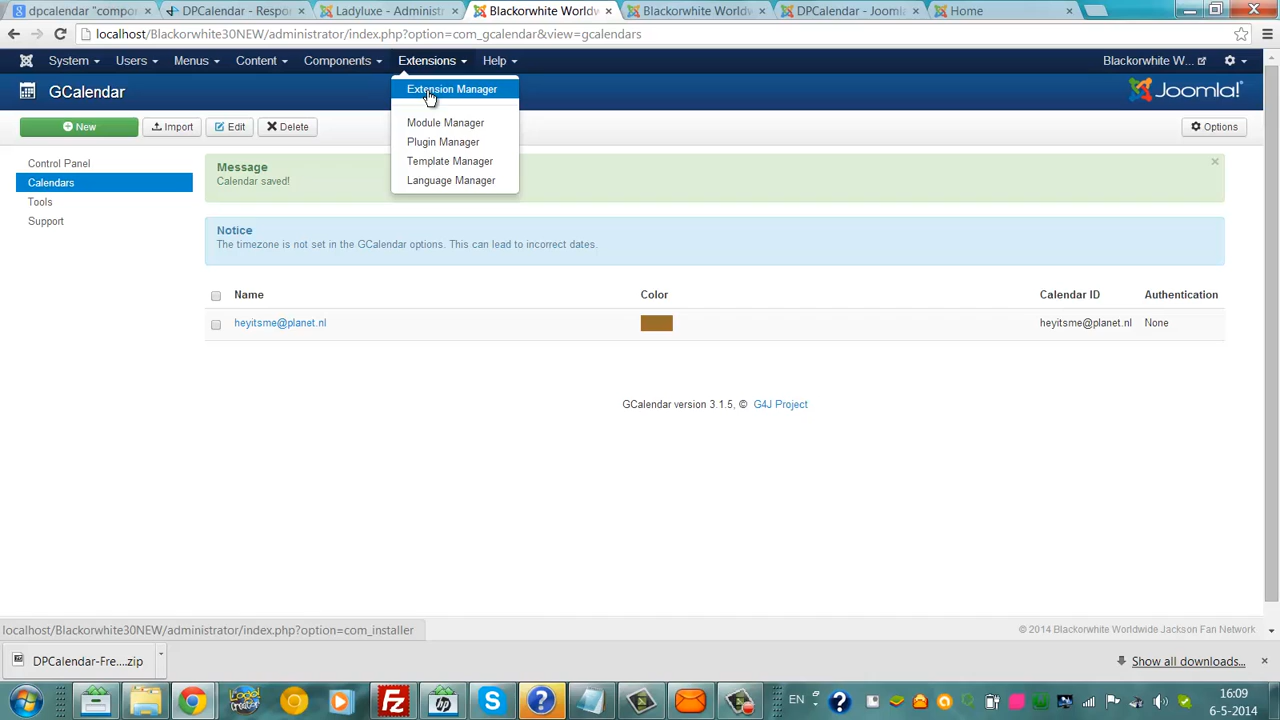 dpcalendar "compo
DPCalendar - Respo
Ladyluxe - Administr
Blackorwhite Worldw
Blackorwhite Worldw
DPCalendar - Jooml
Home
localhost/Blackorwhite30NEW/administrator/index.php?option=com_gcalendar&view=gcalendars
System Users Menus Content Components Extensions Help Blackorwhite W...
GCalendar
Joomla!
Extension Manager
Module Manager
Plugin Manager
Template Manager
Language Manager
New Import Edit Delete Options
Control Panel
Calendars
Tools
Support
Message
Calendar saved!
Notice
The timezone is not set in the GCalendar options. This can lead to incorrect dates.
Name Color Calendar ID Authentication
heyitsme@planet.nl heyitsme@planet.nl None
GCalendar version 3.1.5, © G4J Project
localhost/Blackorwhite30NEW/administrator/index.php?option=com_installer
© 2014 Blackorwhite Worldwide Jackson Fan Network
DPCalendar-Fre....zip
Show all downloads...
EN
16:09
6-5-2014